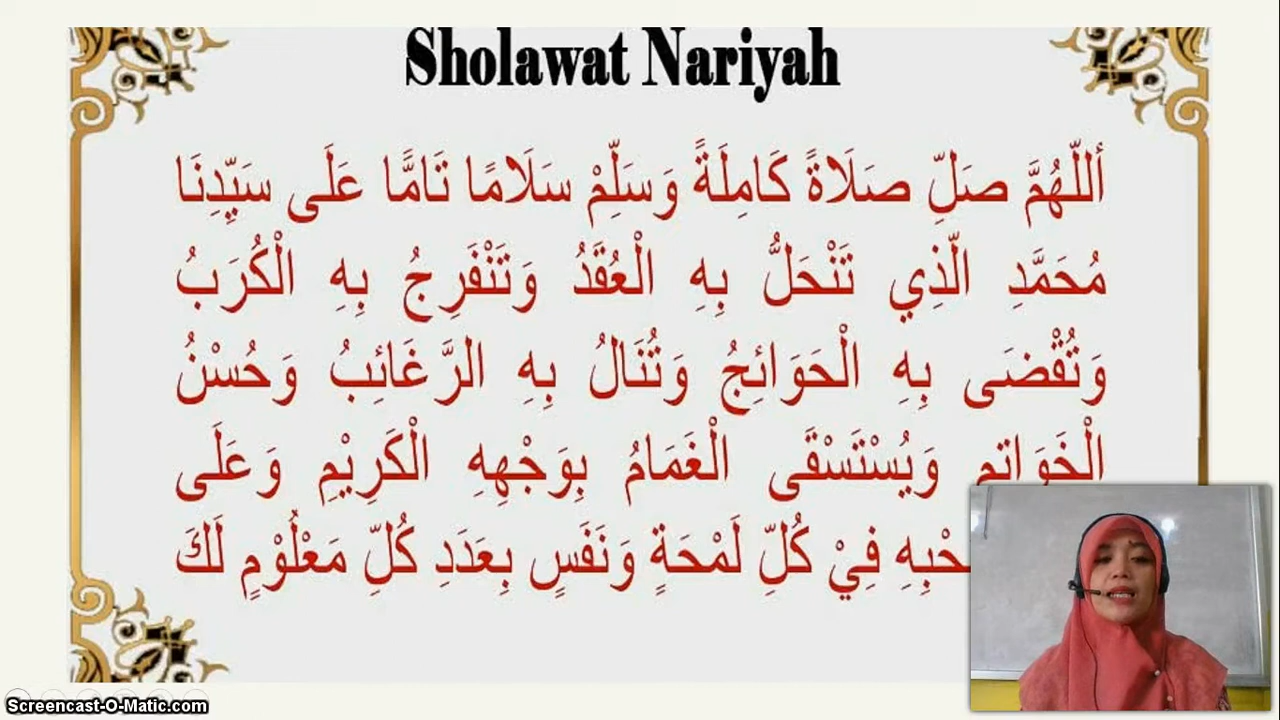 Sholawat Nariyah
أللّهُمَّ صَلِّ صَلَاةً كَامِلَةً وَسَلِّمْ سَلَامًا تَامًّا عَلَى سَيِّدِنَا
مُحَمَّدِ الّذِي تَنْحَلُّ بِهِ الْعُقَدُ وَتَنْفَرِجُ بِهِ الْكُرَبُ
وَتُقْضَى بِهِ الْحَوَائِجُ وَتُنَالُ بِهِ الرَّغَائِبُ وَحُسْنُ
الْخَوَاتِمِ وَيُسْتَسْقَى الْغَمَامُ بِوَجْهِهِ الْكَرِيْمِ وَعَلَى
فِيْ كُلِّ لَمْحَةٍ وَنَفَسٍ بِعَدَدِ كُلِّ مَعْلُوْمٍ لَكَ
Screencast-O-Matic.com